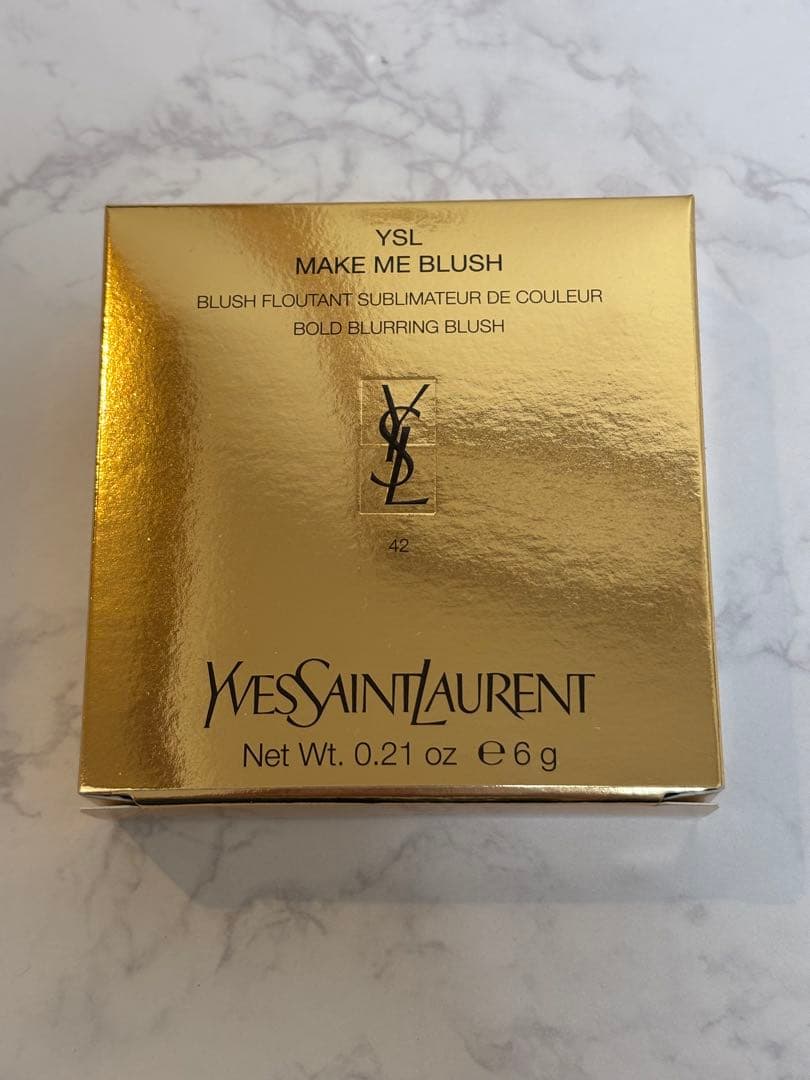 YSL
MAKE ME BLUSH
BLUSH FLOUTANT SUBLIMATEUR DE COULEUR
BOLD BLURRING BLUSH
YSL
42
YVESSAINTLAURENT
Net Wt. 0.21 oz ℮ 6 g